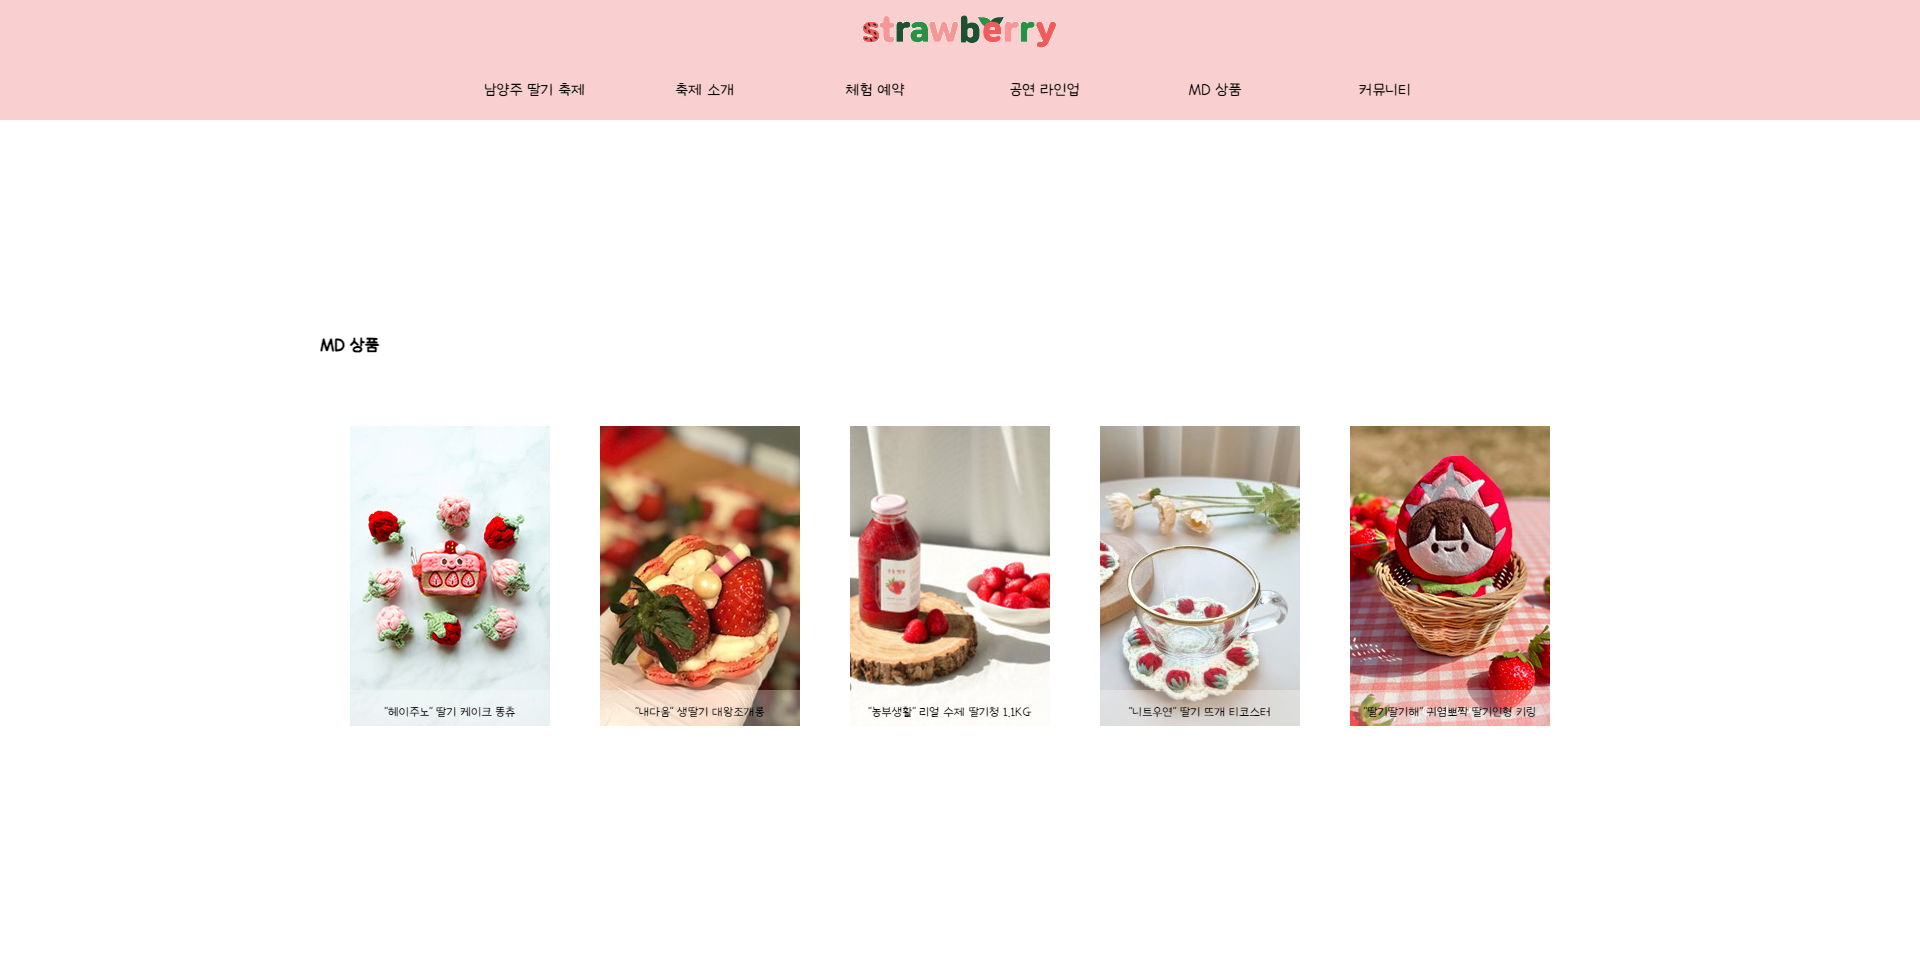 strawberry
남양주 딸기 축제 축제 소개 체험 예약 공연 라인업 MD 상품 커뮤니티
MD 상품
"헤이주노" 딸기 케이크 똥츄
"내다움" 생딸기 대왕조개롱
"농부생활" 리얼 수제 딸기청 1.1KG
"니트우연" 딸기 뜨개 티코스터
"딸기딸기해" 귀염뽀짝 딸기인형 키링